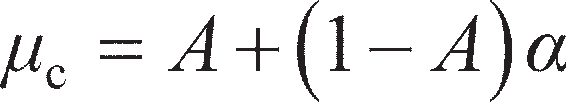 μc = A + (1 − A)α